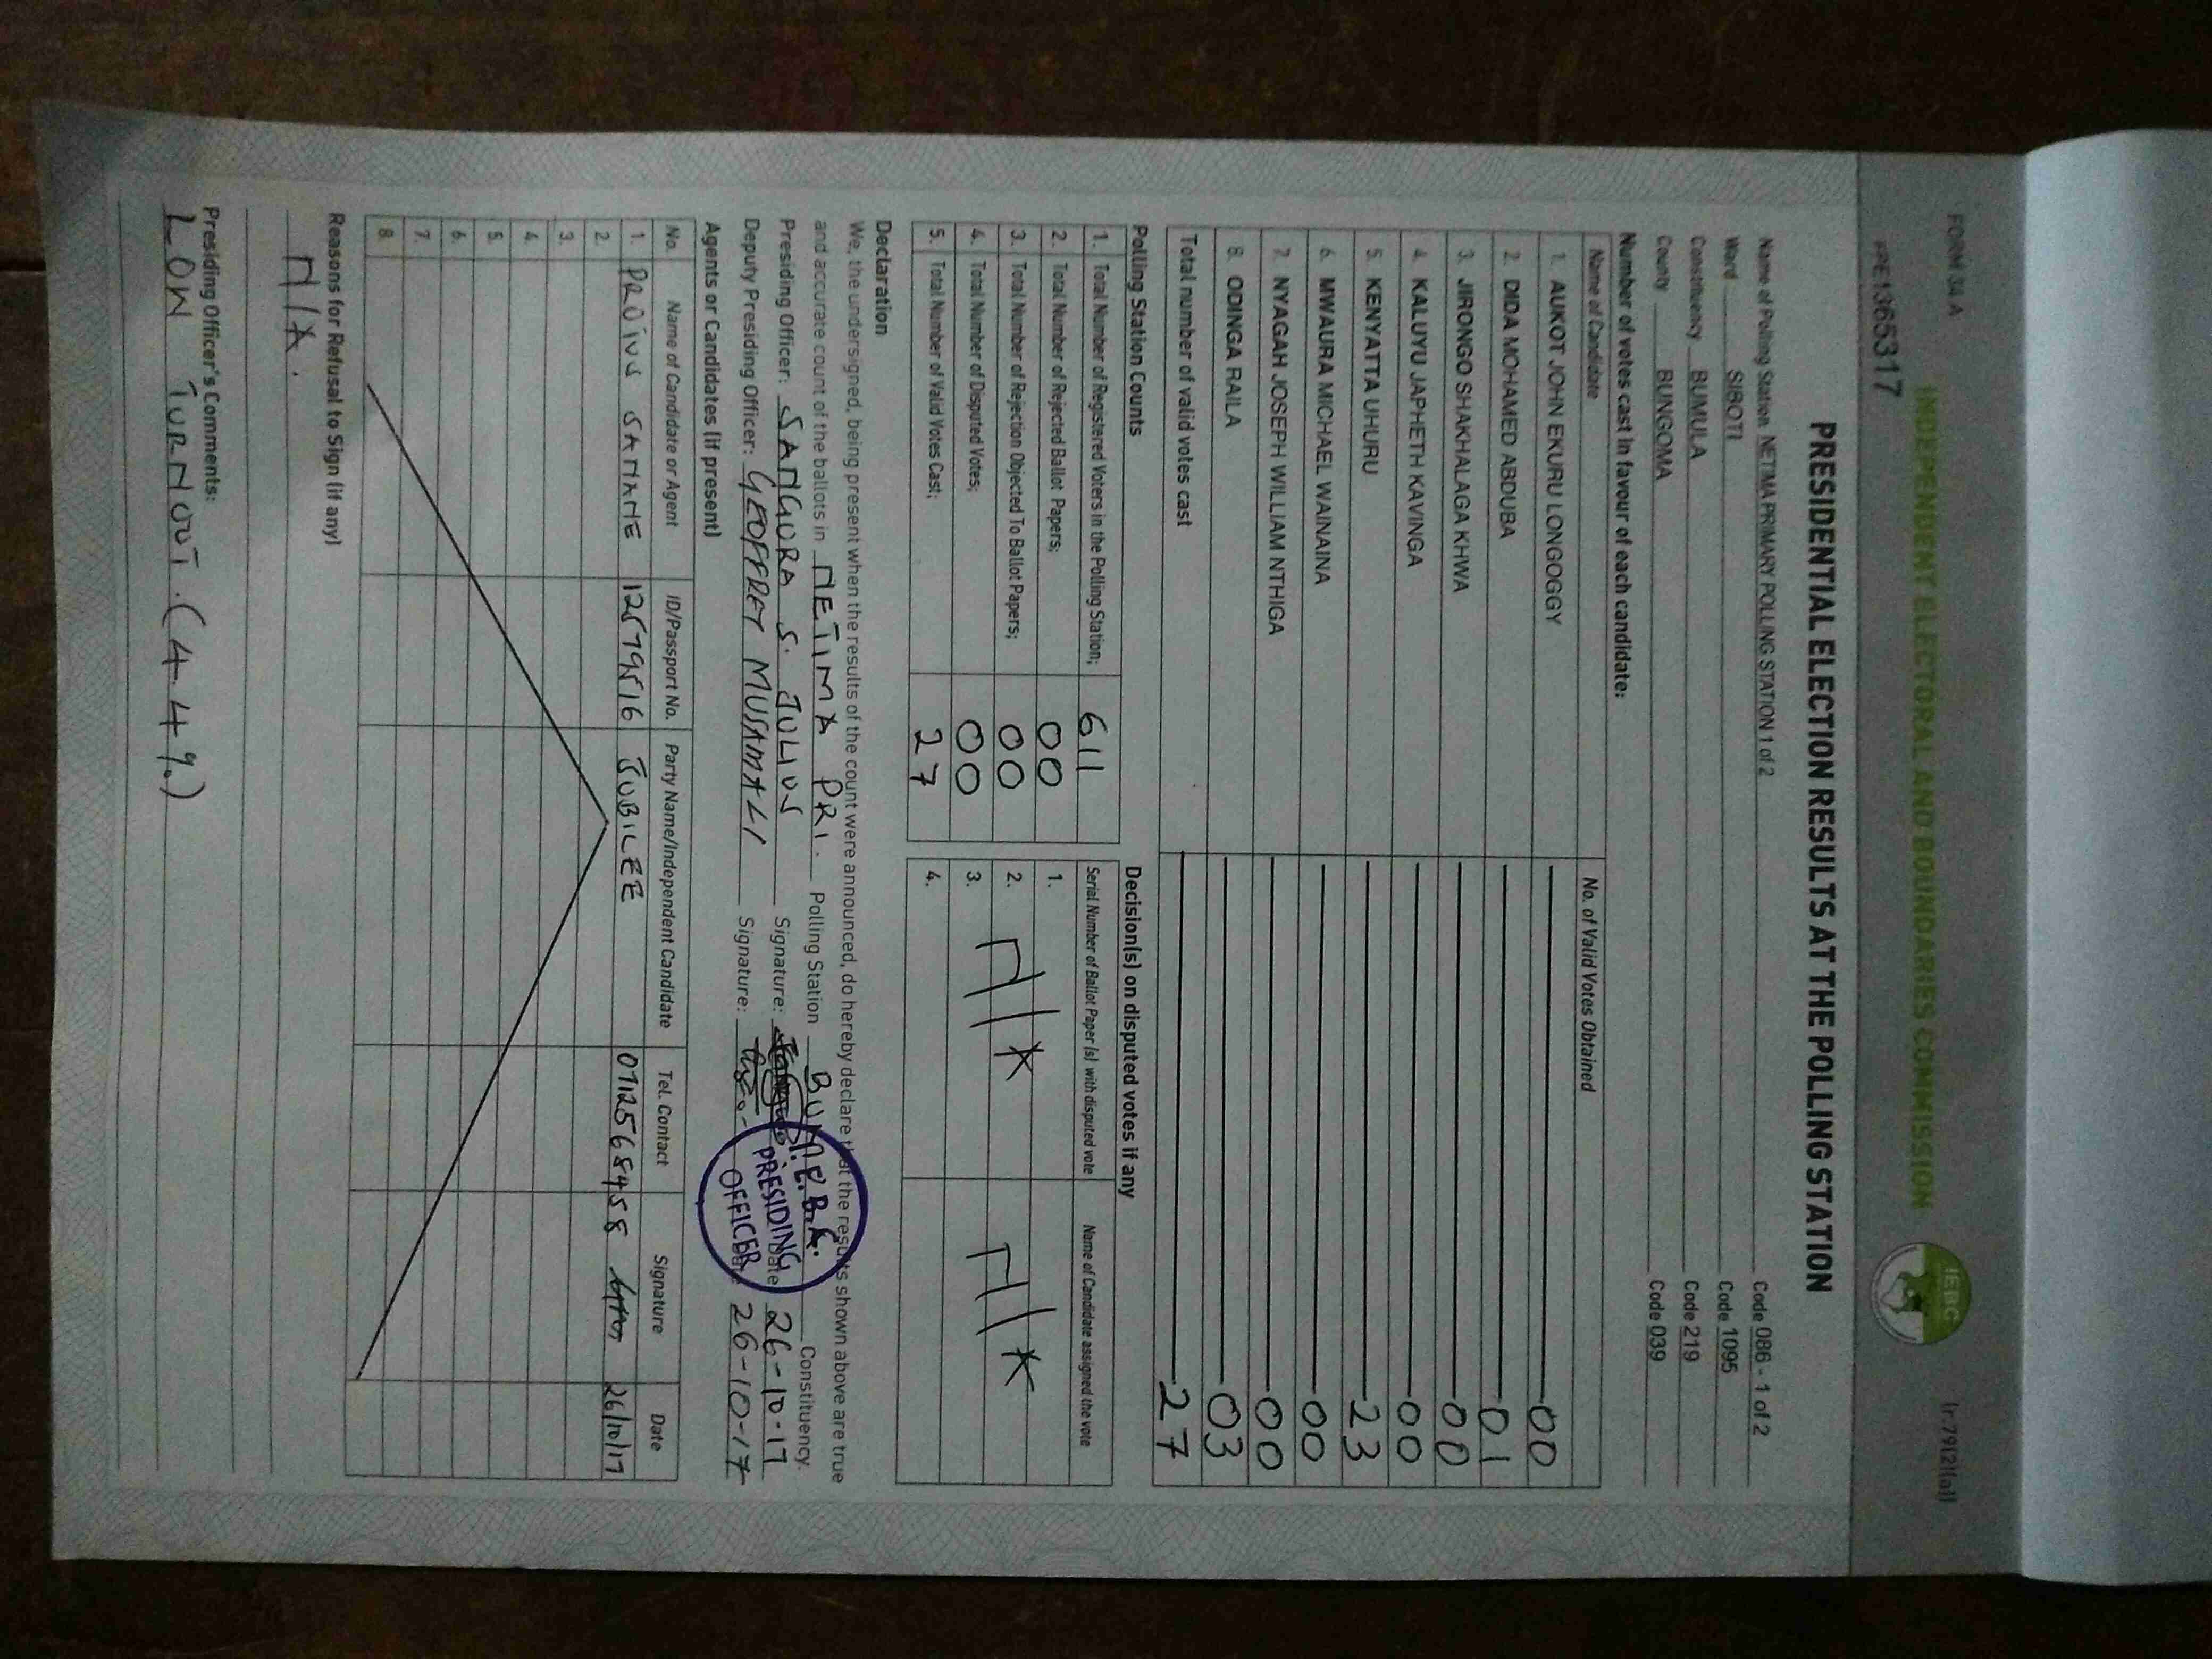 FORM 34 A
(r.79(2)(a))
INDEPENDENT ELECTORAL AND BOUNDARIES COMMISSION
IEBC
PRE1365317
PRESIDENTIAL ELECTION RESULTS AT THE POLLING STATION
Name of Polling Station NETIMA PRIMARY POLLING STATION 1 of 2 Code 086 - 1 of 2
Ward SIBOTI Code 1095
Constituency BUMULA Code 219
County BUNGOMA Code 039
Number of votes cast in favour of each candidate:
Name of Candidate No. of Valid Votes Obtained
1. AUKOT JOHN EKURU LONGOGGY 00
2. DIDA MOHAMED ABDUBA 01
3. JIRONGO SHAKHALAGA KHWA 00
4. KALUYU JAPHETH KAVINGA 00
5. KENYATTA UHURU 23
6. MWAURA MICHAEL WAINAINA 00
7. NYAGAH JOSEPH WILLIAM NTHIGA 00
8. ODINGA RAILA 03
Total number of valid votes cast 27
Polling Station Counts
1. Total Number of Registered Voters in the Polling Station; 611
2. Total Number of Rejected Ballot Papers; 00
3. Total Number of Rejection Objected To Ballot Papers; 00
4. Total Number of Disputed Votes; 00
5. Total Number of Valid Votes Cast; 27
Decision(s) on disputed votes if any
Serial Number of Ballot Paper (s) with disputed vote Name of Candidate assigned the vote
1.
2. N/A N/A
3.
4.
Declaration
We, the undersigned, being present when the results of the count were announced, do hereby declare that the results shown above are true
and accurate count of the ballots in NETIMA PRI. Polling Station Constituency.
Presiding Officer: SANGURA S. JULIUS Signature: Date 26-10-17
Deputy Presiding Officer: GEOFFREY MUSAMALI Signature: Date 26-10-17
PRESIDING
OFFICER
Agents or Candidates (if present)
No. Name of Candidate or Agent ID/Passport No. Party Name/Independent Candidate Tel. Contact Signature Date
1. SANANE 12579516 JUBILEE 0712568958 26/10/17
2.
3.
4.
5.
6.
7.
8.
Reasons for Refusal to Sign (if any)
N/A.
Presiding Officer's Comments:
LOW TURNOUT. (4.4%)